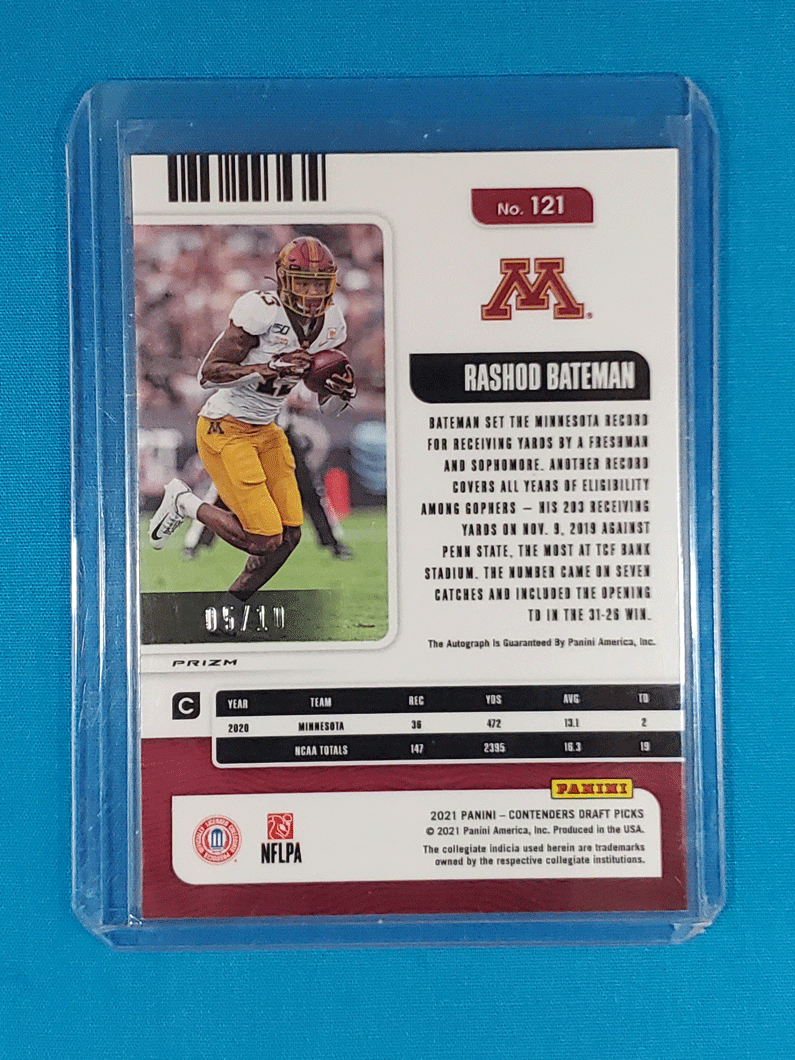 No. 121
M
RASHOD BATEMAN
BATEMAN SET THE MINNESOTA RECORD
FOR RECEIVING YARDS BY A FRESHMAN
AND SOPHOMORE. ANOTHER RECORD
COVERS ALL YEARS OF ELIGIBILITY
AMONG GOPHERS – HIS 203 RECEIVING
YARDS ON NOV. 9, 2019 AGAINST
PENN STATE, THE MOST AT TCF BANK
STADIUM. THE NUMBER CAME ON SEVEN
CATCHES AND INCLUDED THE OPENING
TD IN THE 31-26 WIN.
The Autograph Is Guaranteed By Panini America, Inc.
05/10
PRIZM
C
YEAR TEAM REC YDS AVG TD
2020 MINNESOTA 36 472 13.1 2
NCAA TOTALS 147 2395 16.3 19
PANINI
2021 PANINI – CONTENDERS DRAFT PICKS
© 2021 Panini America, Inc. Produced in the USA.
The collegiate indicia used herein are trademarks
owned by the respective collegiate institutions.
OFFICIALLY LICENSED COLLEGIATE PRODUCTS
NFLPA